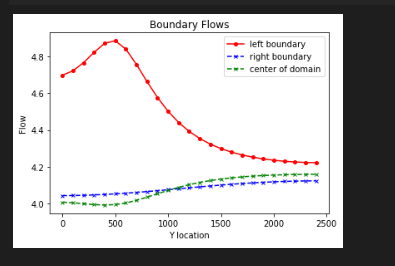 Boundary Flows
left boundary
right boundary
center of domain
4.8
4.6
4.4
4.2
4.0
Flow
0
500
1000
1500
2000
2500
Y location